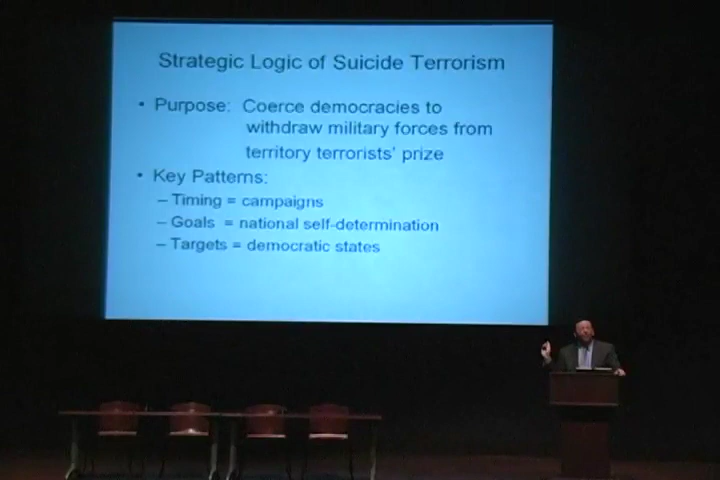 Strategic Logic of Suicide Terrorism
• Purpose: Coerce democracies to
withdraw military forces from
territory terrorists' prize
• Key Patterns:
– Timing = campaigns
– Goals = national self-determination
– Targets = democratic states